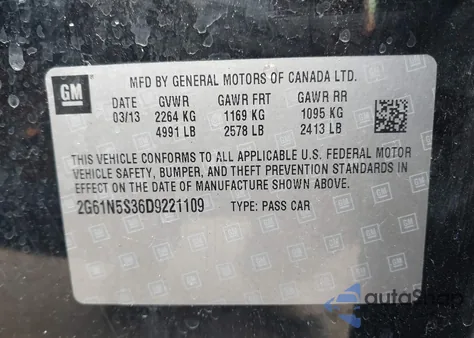 GM
MFD BY GENERAL MOTORS OF CANADA LTD.
DATE GVWR GAWR FRT GAWR RR
03/13 2264 KG 1169 KG 1095 KG
4991 LB 2578 LB 2413 LB
THIS VEHICLE CONFORMS TO ALL APPLICABLE U.S. FEDERAL MOTOR
VEHICLE SAFETY, BUMPER, AND THEFT PREVENTION STANDARDS IN
EFFECT ON THE DATE OF MANUFACTURE SHOWN ABOVE.
2G61N5S36D9221109 TYPE: PASS CAR